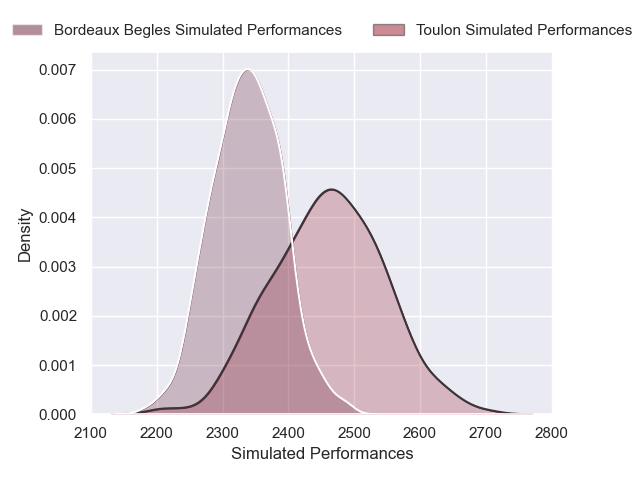 Bordeaux Begles Simulated Performances
Toulon Simulated Performances
0.007
0.006
0.005
0.004
0.003
0.002
0.001
0.000
Density
2100 2200 2300 2400 2500 2600 2700 2800
Simulated Performances